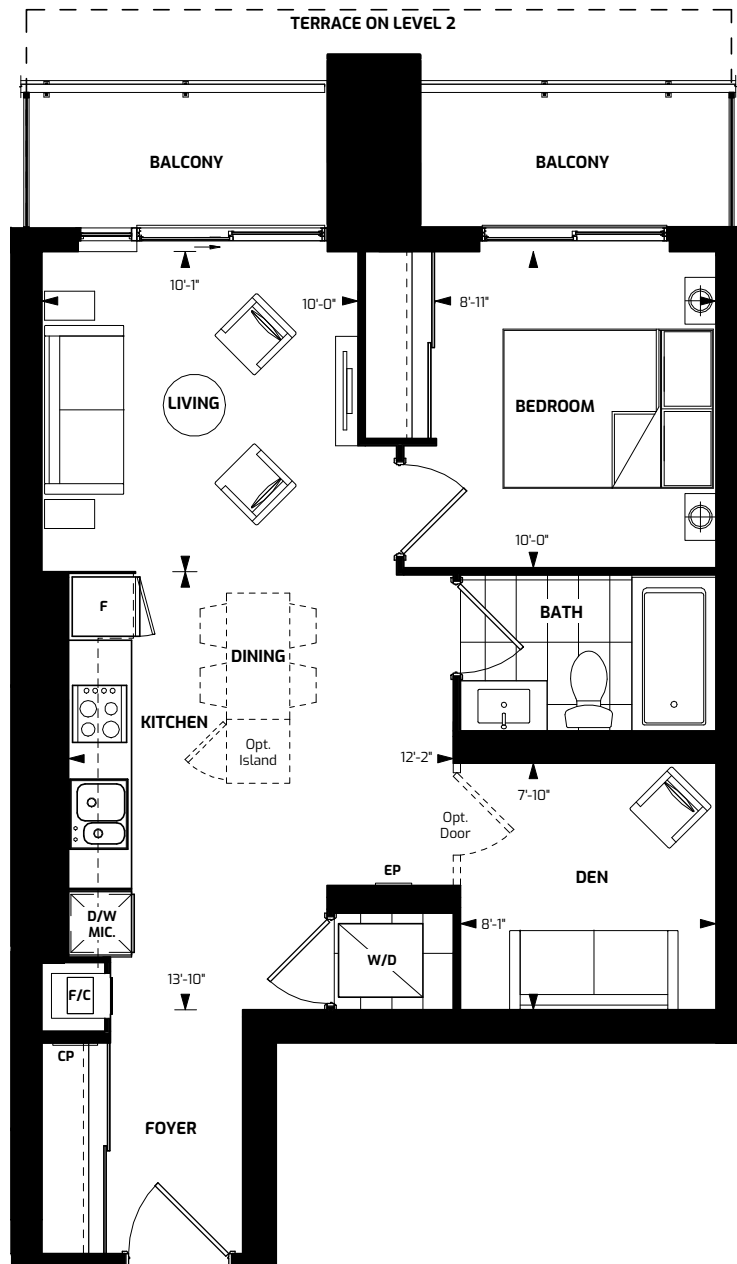 TERRACE ON LEVEL 2
BALCONY
BALCONY
10'-1"
10'-0"
8'-11"
LIVING
BEDROOM
10'-0"
F
BATH
DINING
KITCHEN
Opt.
Island
12'-2"
7'-10"
Opt.
Door
EP
DEN
D/W
MIC.
8'-1"
W/D
13'-10"
F/C
CP
FOYER